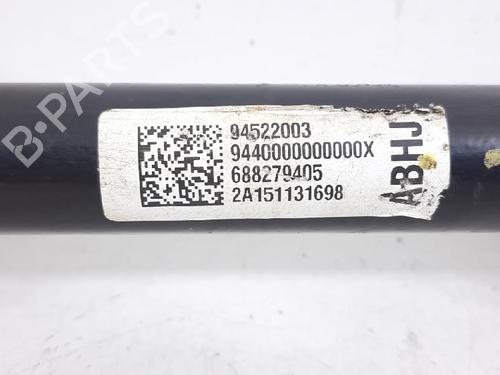 94522003
9440000000000X
688279405
2A151131698
ABHJ
B-PARTS